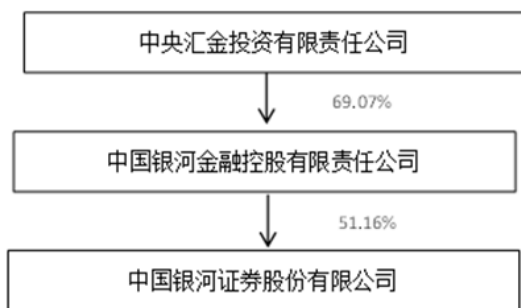 中央汇金投资有限责任公司
69.07%
中国银河金融控股有限责任公司
51.16%
中国银河证券股份有限公司